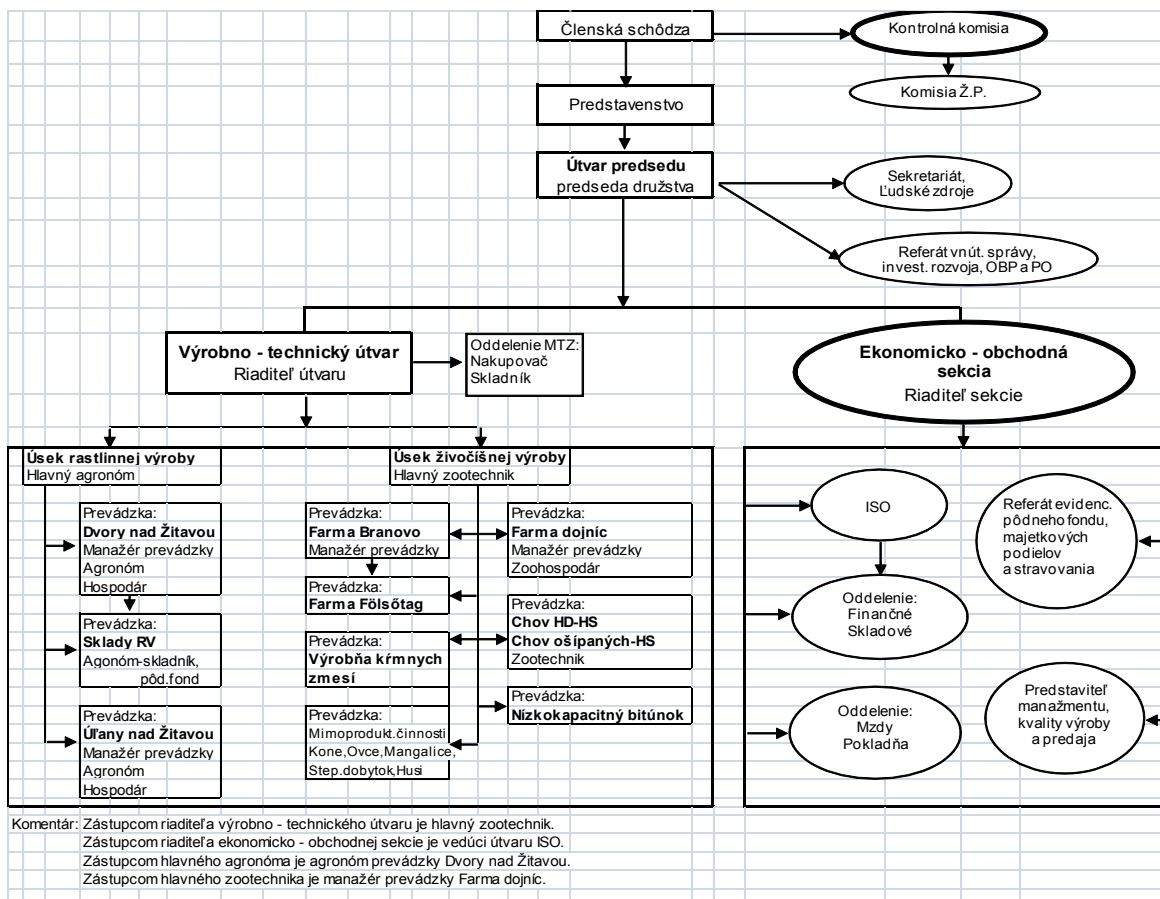 Členská schôdza
Kontrolná komisia
Komisia Ž.P.
Predstavenstvo
Útvar predsedu
predseda družstva
Sekretariát,
Ľudské zdroje
Referát vnút. správy,
invest. rozvoja, OBP a PO
Výrobno - technický útvar
Riaditeľ útvaru
Oddelenie MTZ:
Nakupovač
Skladník
Ekonomicko - obchodná
sekcia
Riaditeľ sekcie
Úsek rastlinnej výroby
Hlavný agronóm
Úsek živočíšnej výroby
Hlavný zootechnik
Prevádzka:
Dvory nad Žitavou
Manažér prevádzky
Agronóm
Hospodár
Prevádzka:
Sklady RV
Agonóm-skladník,
pôd.fond
Prevádzka:
Úľany nad Žitavou
Manažér prevádzky
Agronóm
Hospodár
Prevádzka:
Farma Branovo
Manažér prevádzky
Prevádzka:
Farma Fölsőtag
Prevádzka:
Výrobňa kŕmnych
zmesí
Prevádzka:
Mimoprodukt.činnosti
Kone,Ovce,Mangalice,
Step.dobytok,Husi
Prevádzka:
Farma dojníc
Manažér prevádzky
Zoohospodár
Prevádzka:
Chov HD-HS
Chov ošípaných-HS
Zootechnik
Prevádzka:
Nízkokapacitný bitúnok
ISO
Oddelenie:
Finančné
Skladové
Oddelenie:
Mzdy
Pokladňa
Referát evidenc.
pôdneho fondu,
majetkových
podielov
a stravovania
Predstaviteľ
manažmentu,
kvality výroby
a predaja
Komentár: Zástupcom riaditeľa výrobno - technického útvaru je hlavný zootechnik.
Zástupcom riaditeľa ekonomicko - obchodnej sekcie je vedúci útvaru ISO.
Zástupcom hlavného agronóma je agronóm prevádzky Dvory nad Žitavou.
Zástupcom hlavného zootechnika je manažér prevádzky Farma dojníc.